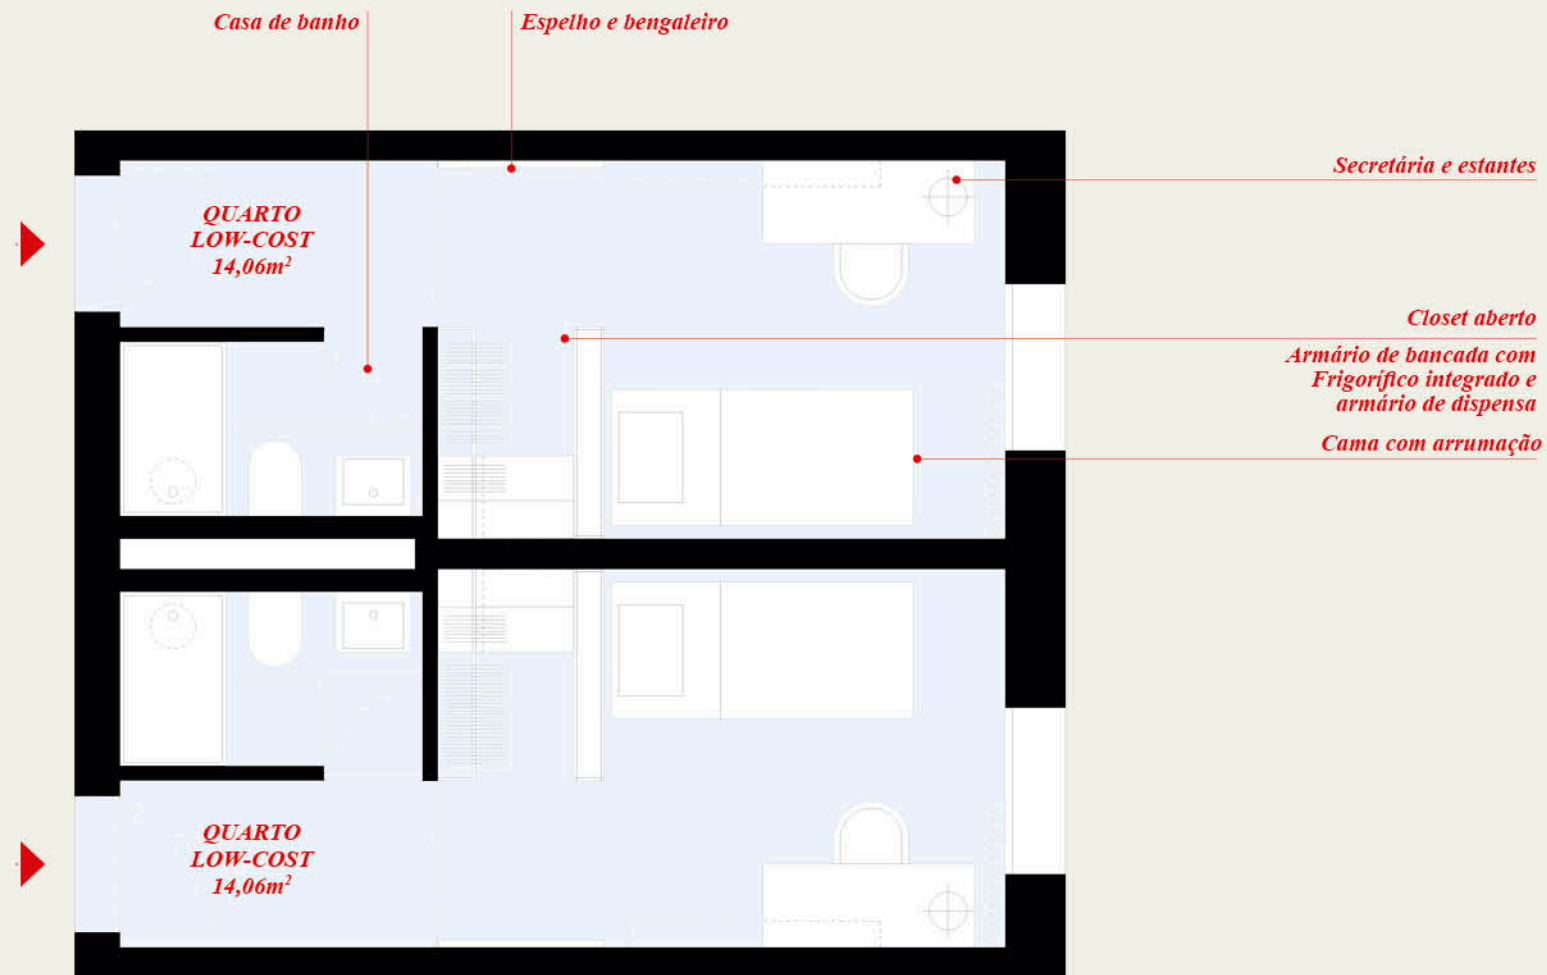 Casa de banho
Espelho e bengaleiro
Secretária e estantes
QUARTO
LOW-COST
14,06m²
Closet aberto
Armário de bancada com
Frigorífico integrado e
armário de dispensa
Cama com arrumação
QUARTO
LOW-COST
14,06m²